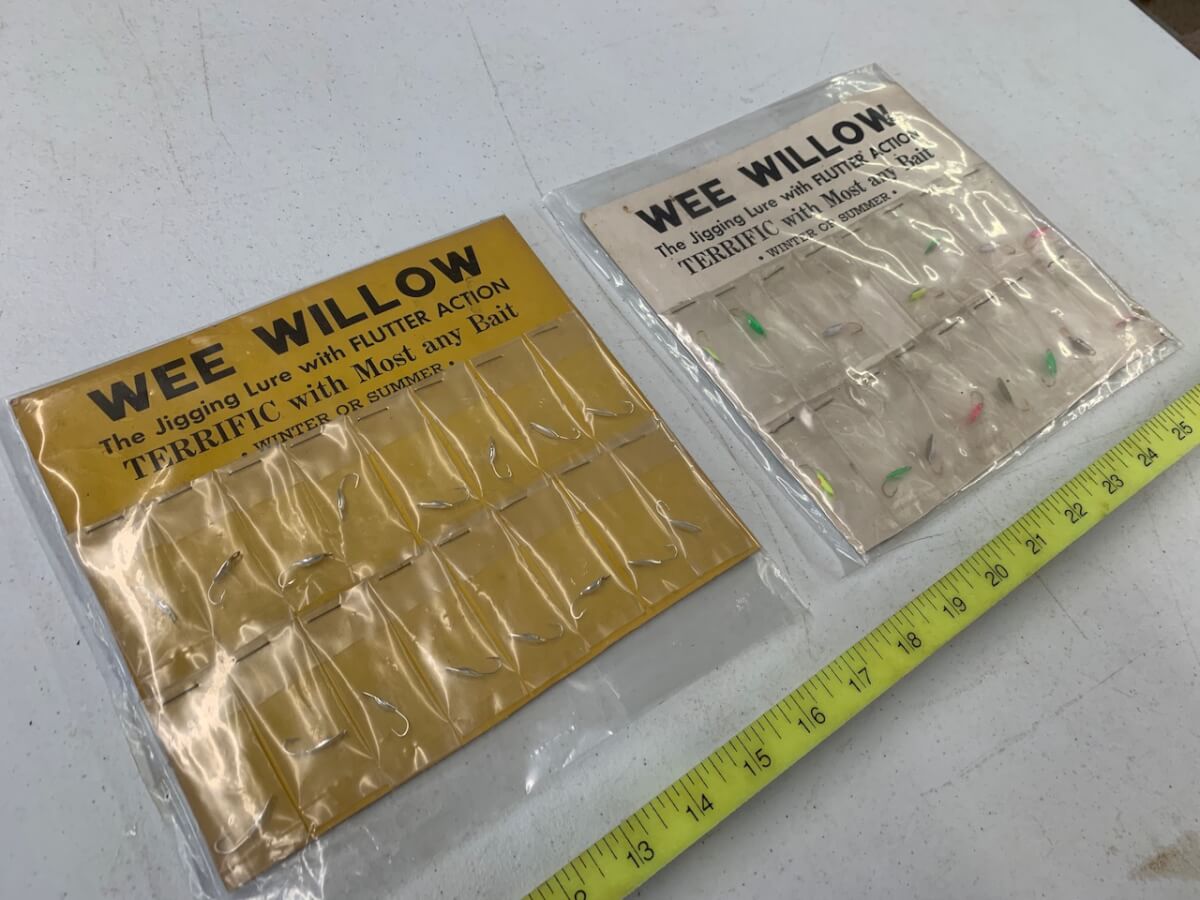 WEE WILLOW
The Jigging Lure with FLUTTER ACTION
TERRIFIC with Most any Bait
• WINTER OR SUMMER •
WEE WILLOW
The Jigging Lure with FLUTTER ACTION
TERRIFIC with Most any Bait
• WINTER OR SUMMER •
13 14 15 16 17 18 19 20 21 22 23 24 25